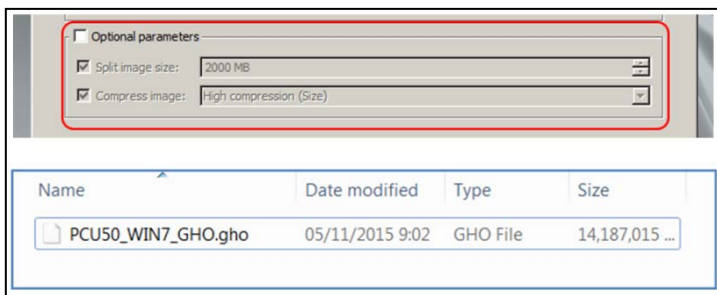 Optional parameters
Split image size: 2000 MB
Compress image: High compression (Size)
Name Date modified Type Size
PCU50_WIN7_GHO.gho 05/11/2015 9:02 GHO File 14,187,015 ...